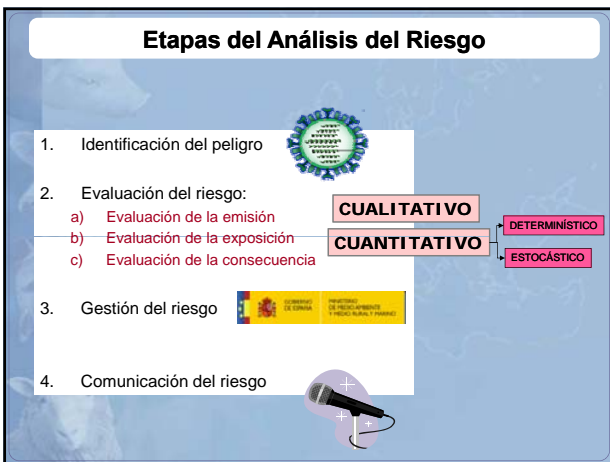 Etapas del Análisis del Riesgo
1. Identificación del peligro
2. Evaluación del riesgo:
a) Evaluación de la emisión
b) Evaluación de la exposición
c) Evaluación de la consecuencia
CUALITATIVO
CUANTITATIVO
DETERMINÍSTICO
ESTOCÁSTICO
3. Gestión del riesgo
GOBIERNO
DE ESPAÑA
MINISTERIO
DE MEDIO AMBIENTE
Y MEDIO RURAL Y MARINO
4. Comunicación del riesgo